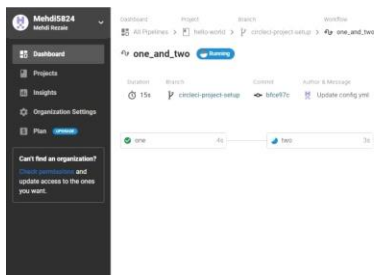 Mehdi5824
Mehdi Rezaie
Dashboard
Projects
Insights
Organization Settings
Plan UPGRADE
Can't find an organization?
Check permissions and
update access to the ones
you want.
Dashboard Project Branch Workflow
All Pipelines > hello-world > circleci-project-setup > one_and_two
one_and_two Running
Duration Branch Commit Author & Message
15s circleci-project-setup bfce97c Update config.yml
one 4s two 3s